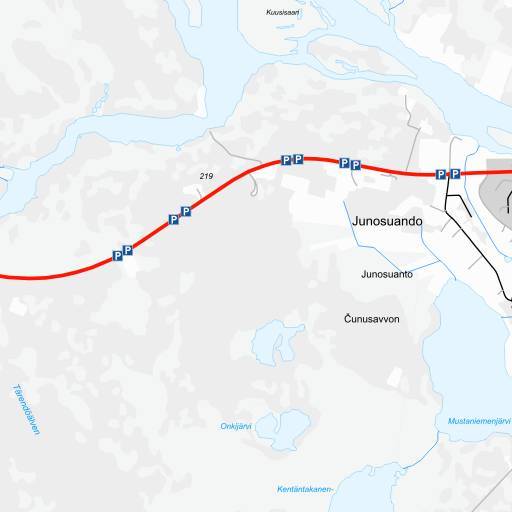 Kuusisaari
P P
P P
219
P P
P P
Junosuando
P P
Junosuanto
Čunusavvon
Tärendöälven
Onkijärvi
Mustaniemenjärvi
Kentäntakanen-